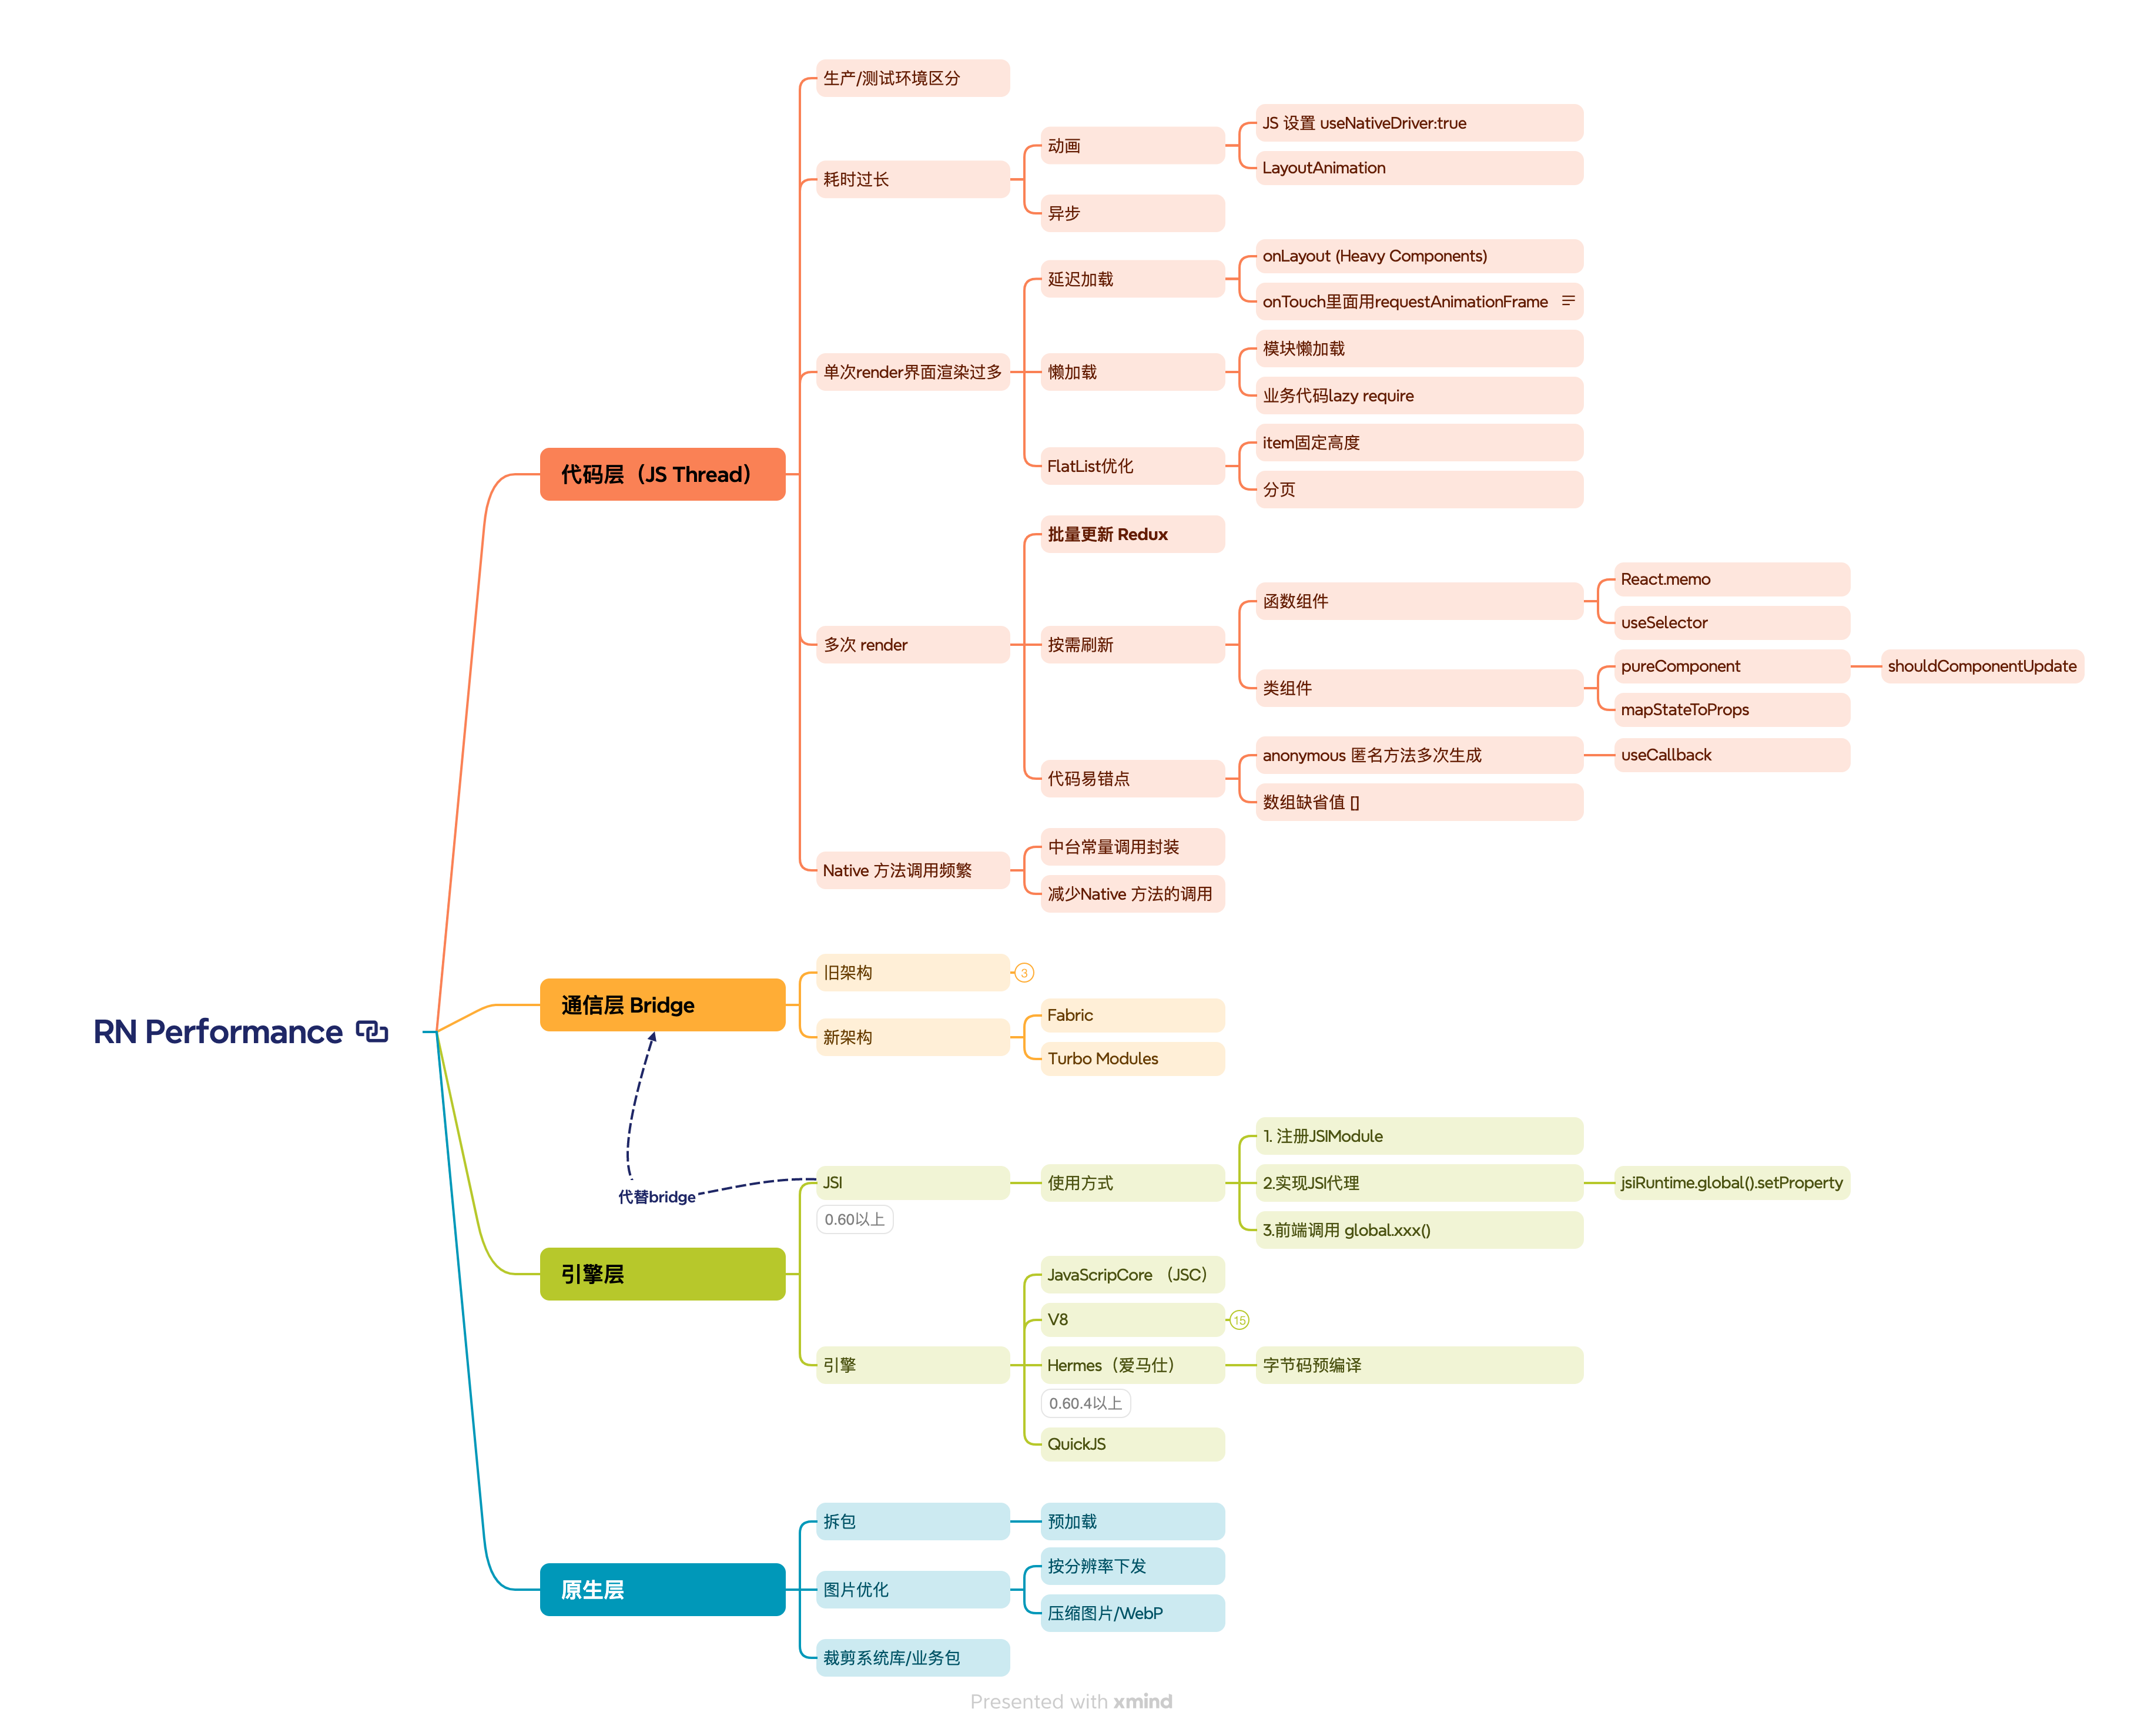 RN Performance
代码层（JS Thread）
生产/测试环境区分
耗时过长
动画
JS 设置 useNativeDriver:true
LayoutAnimation
异步
单次render界面渲染过多
延迟加载
onLayout (Heavy Components)
onTouch里面用requestAnimationFrame
懒加载
模块懒加载
业务代码lazy require
FlatList优化
item固定高度
分页
多次 render
批量更新 Redux
按需刷新
函数组件
React.memo
useSelector
类组件
pureComponent
shouldComponentUpdate
mapStateToProps
代码易错点
anonymous 匿名方法多次生成
useCallback
数组缺省值 []
Native 方法调用频繁
中台常量调用封装
减少Native 方法的调用
通信层 Bridge
旧架构
3
新架构
Fabric
Turbo Modules
代替bridge
引擎层
JSI
0.60以上
使用方式
1. 注册JSIModule
2.实现JSI代理
jsiRuntime.global().setProperty
3.前端调用 global.xxx()
引擎
JavaScripCore （JSC）
V8
15
Hermes（爱马仕）
0.60.4以上
字节码预编译
QuickJS
原生层
拆包
预加载
图片优化
按分辨率下发
压缩图片/WebP
裁剪系统库/业务包
Presented with xmind